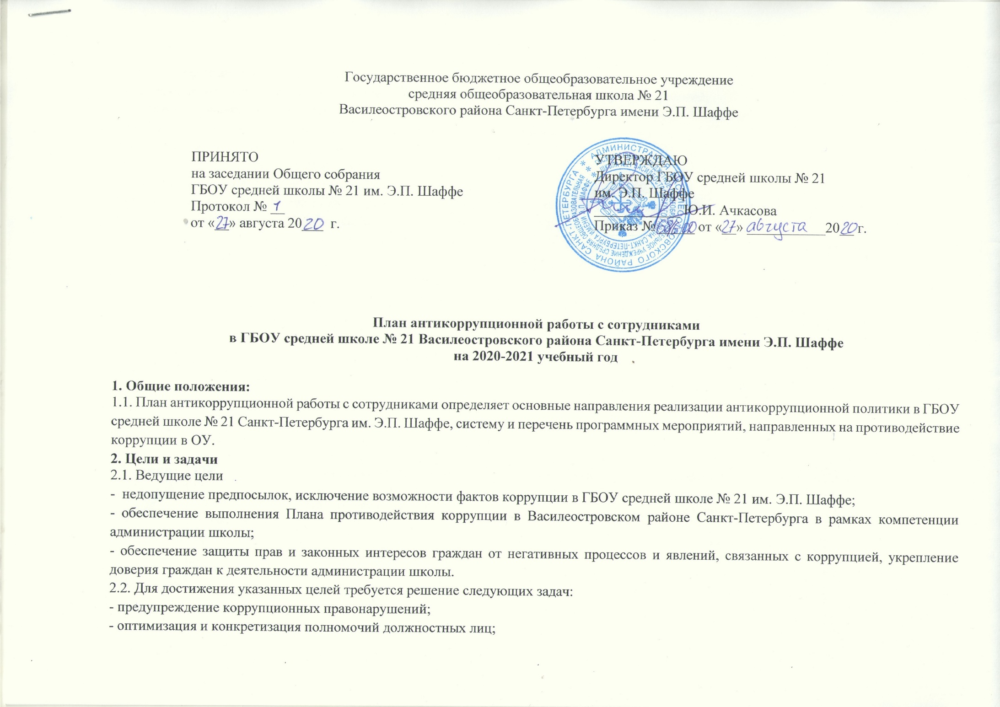 Государственное бюджетное общеобразовательное учреждение
средняя общеобразовательная школа № 21
Василеостровского района Санкт-Петербурга имени Э.П. Шаффе
ПРИНЯТО
на заседании Общего собрания
ГБОУ средней школы № 21 им. Э.П. Шаффе
Протокол № 1
от «27» августа 2020 г.
УТВЕРЖДАЮ
Директор ГБОУ средней школы № 21
им. Э.П. Шаффе
Ю.И. Ачкасова
Приказ № от «27» августа 2020 г.
АДМИНИСТРАЦИЯ ВАСИЛЕОСТРОВСКОГО РАЙОНА САНКТ-ПЕТЕРБУРГА
План антикоррупционной работы с сотрудниками
в ГБОУ средней школе № 21 Василеостровского района Санкт-Петербурга имени Э.П. Шаффе
на 2020-2021 учебный год
1. Общие положения:
1.1. План антикоррупционной работы с сотрудниками определяет основные направления реализации антикоррупционной политики в ГБОУ
средней школе № 21 Санкт-Петербурга им. Э.П. Шаффе, систему и перечень программных мероприятий, направленных на противодействие
коррупции в ОУ.
2. Цели и задачи
2.1. Ведущие цели
- недопущение предпосылок, исключение возможности фактов коррупции в ГБОУ средней школе № 21 им. Э.П. Шаффе;
- обеспечение выполнения Плана противодействия коррупции в Василеостровском районе Санкт-Петербурга в рамках компетенции
администрации школы;
- обеспечение защиты прав и законных интересов граждан от негативных процессов и явлений, связанных с коррупцией, укрепление
доверия граждан к деятельности администрации школы.
2.2. Для достижения указанных целей требуется решение следующих задач:
- предупреждение коррупционных правонарушений;
- оптимизация и конкретизация полномочий должностных лиц;